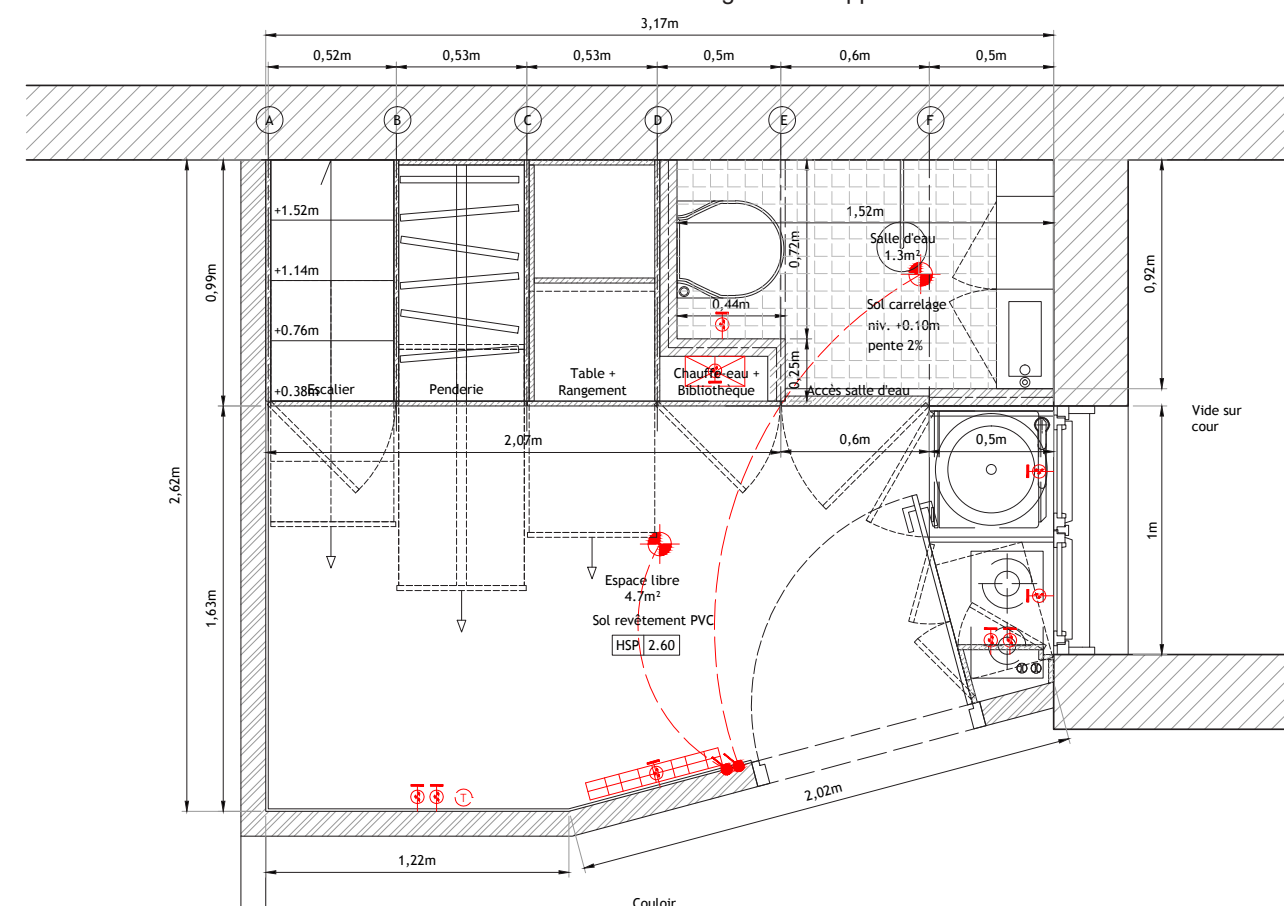 3,17m
0,52m
0,53m
0,53m
0,5m
0,6m
0,5m
A
B
C
D
E
F
+1.52m
+1.14m
+0.76m
+0.38m
Escalier
Penderie
Table +
Rangement
Chauffe-eau +
Bibliothèque
Accès salle d'eau
1,52m
Salle d'eau
1.3m²
Sol carrelage
niv. +0.10m
pente 2%
0,72m
0,44m
0,25m
0,99m
0,92m
Vide sur
cour
2,07m
0,6m
0,5m
2,62m
1,63m
1m
Espace libre
4.7m²
Sol revêtement PVC
HSP 2.60
T
2,02m
1,22m
Couloir